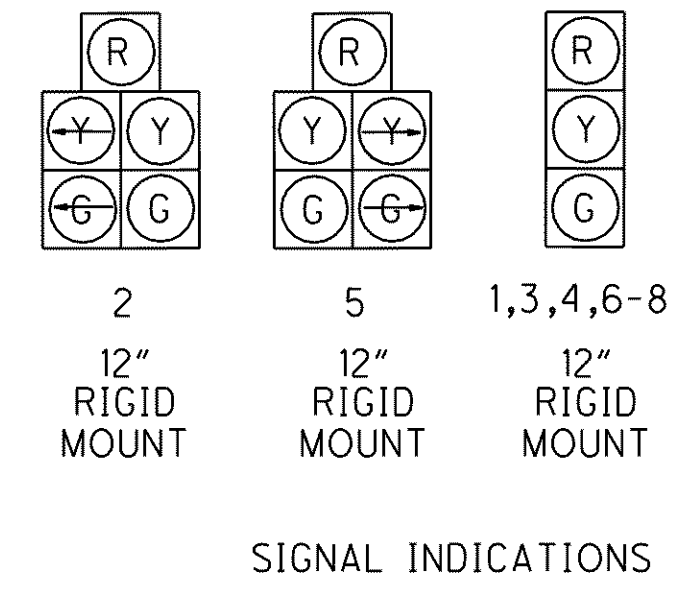 R R R
Y Y Y Y Y
G G G G G
2 5 1,3,4,6-8
12" 12" 12"
RIGID RIGID RIGID
MOUNT MOUNT MOUNT
SIGNAL INDICATIONS